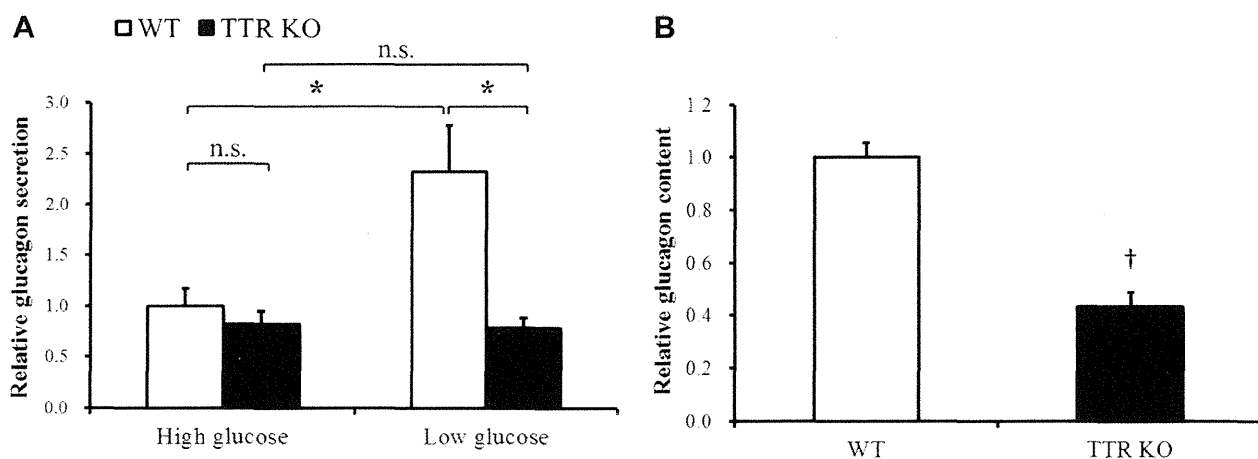 A
WT TTR KO
n.s.
* *
n.s.
Relative glucagon secretion
3.0
2.5
2.0
1.5
1.0
0.5
0.0
High glucose Low glucose
B
Relative glucagon content
1.2
1.0
0.8
0.6
0.4
0.2
0.0
†
WT TTR KO